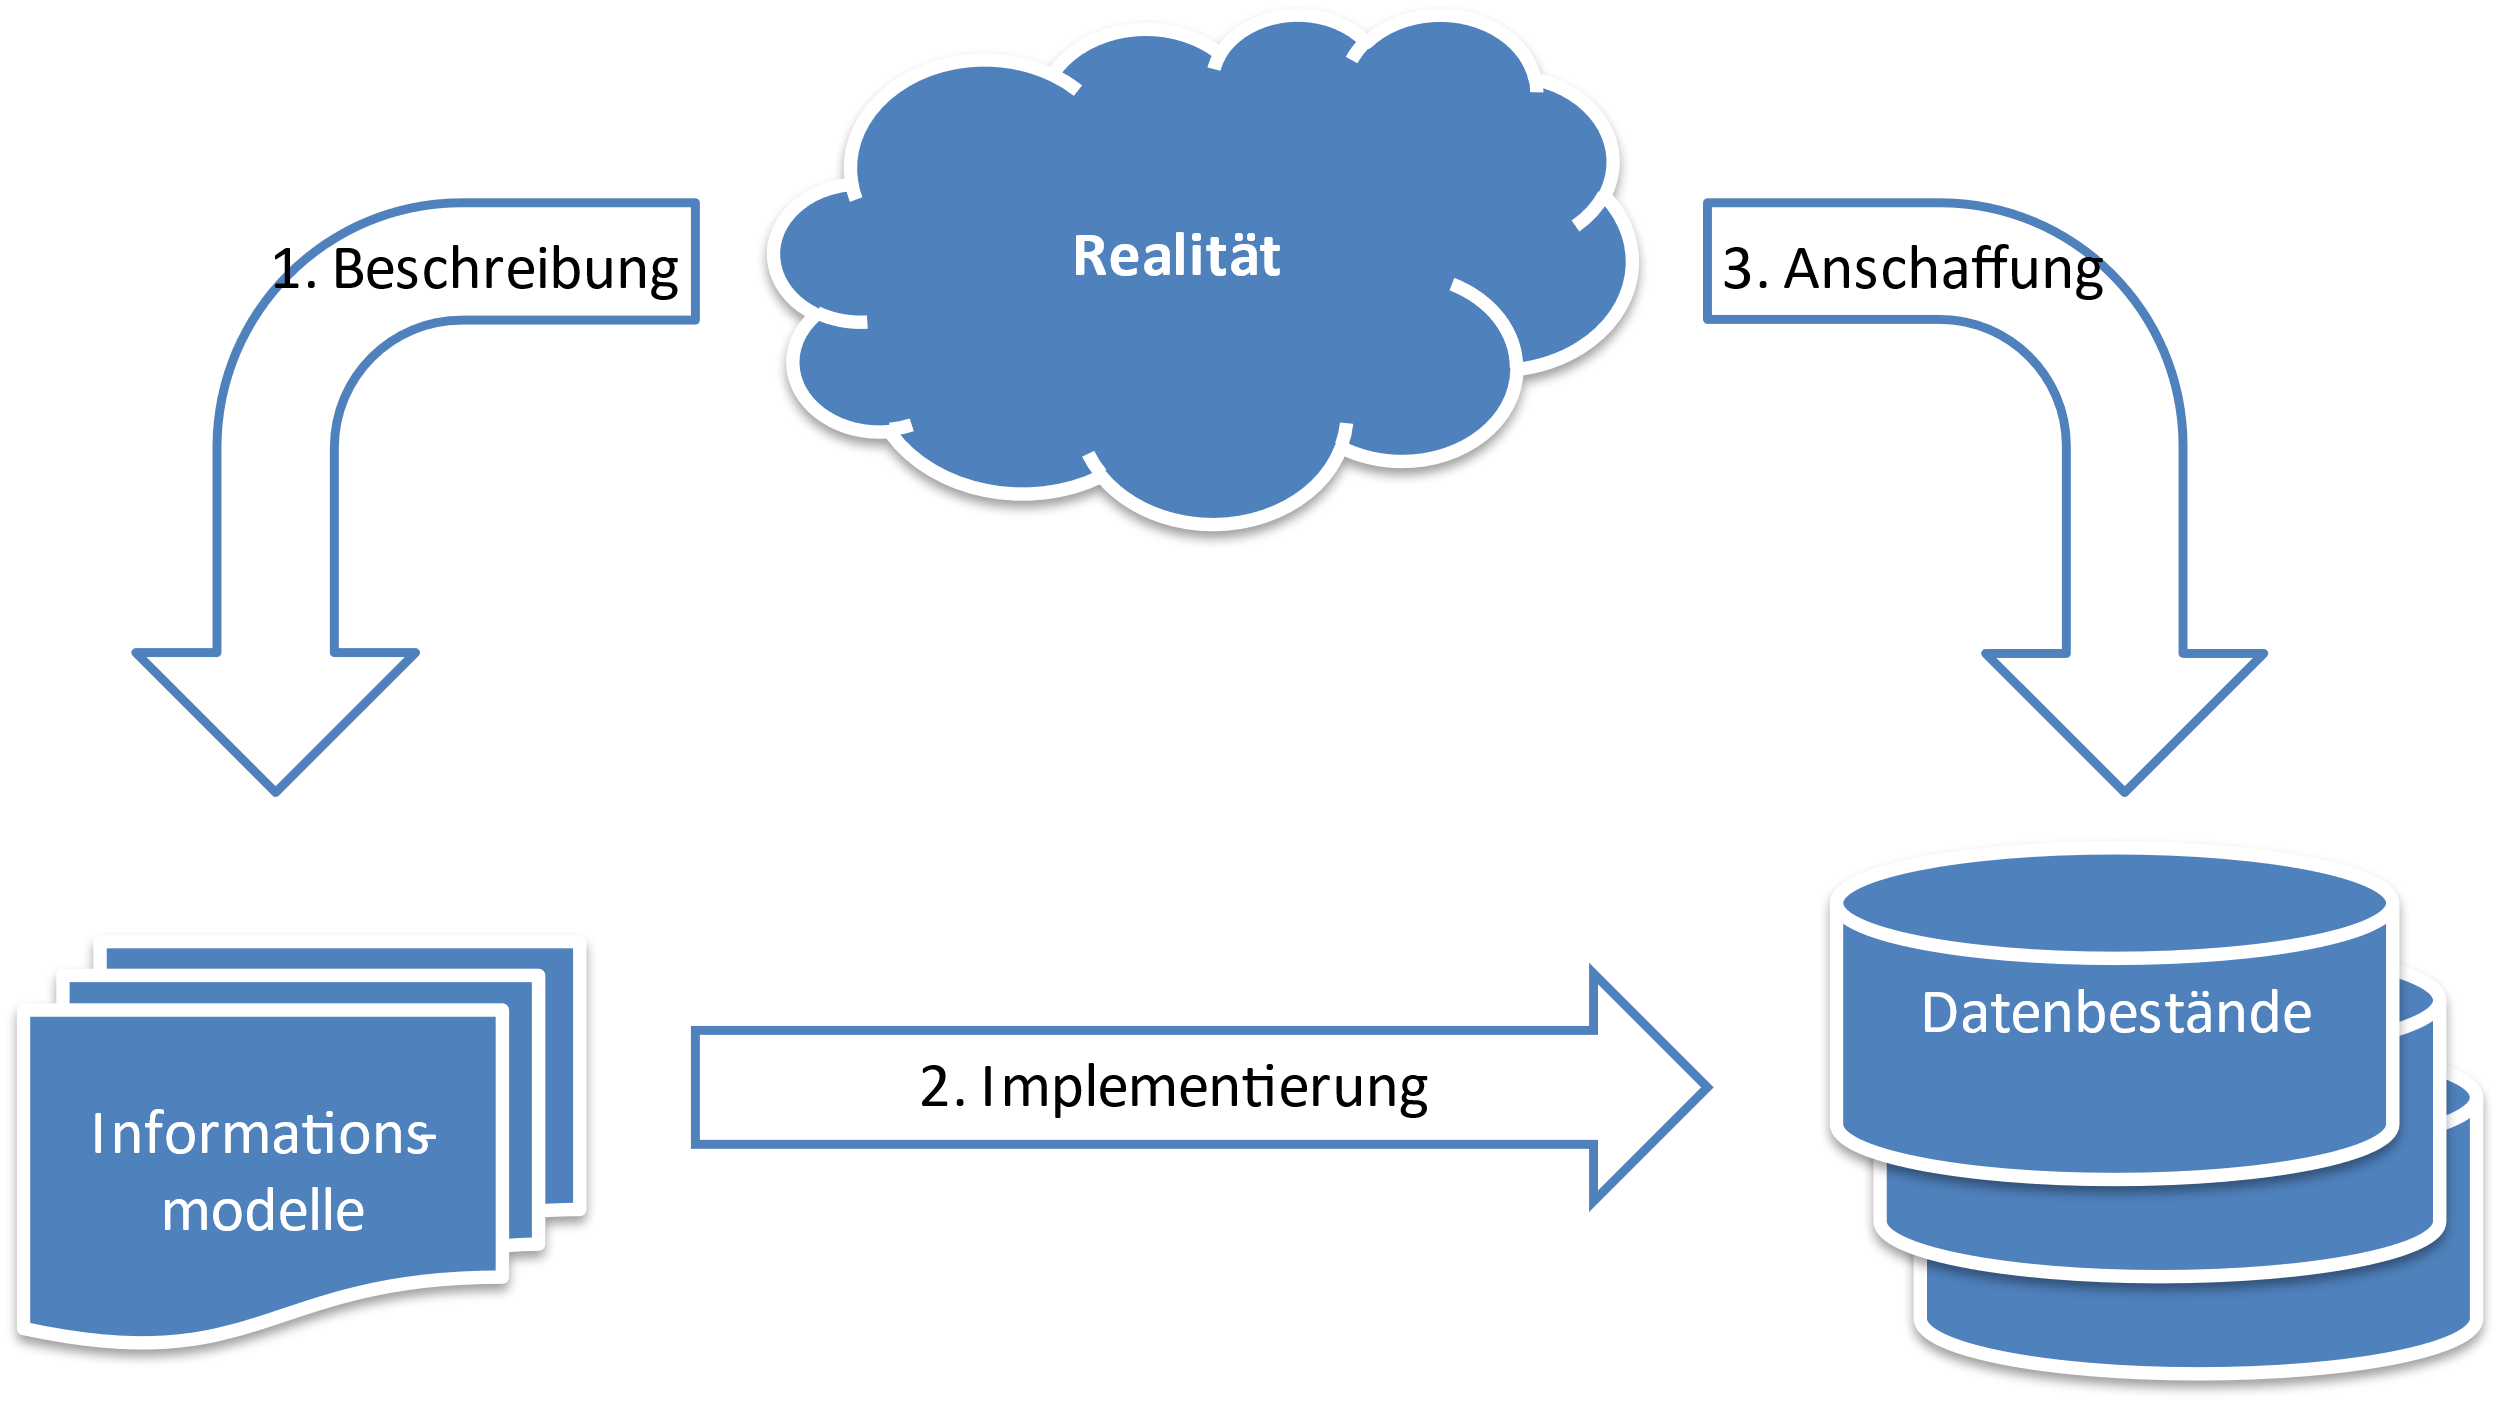 Realität
1. Beschreibung
3. Anschaffung
Datenbestände
2. Implementierung
Informations-
modelle